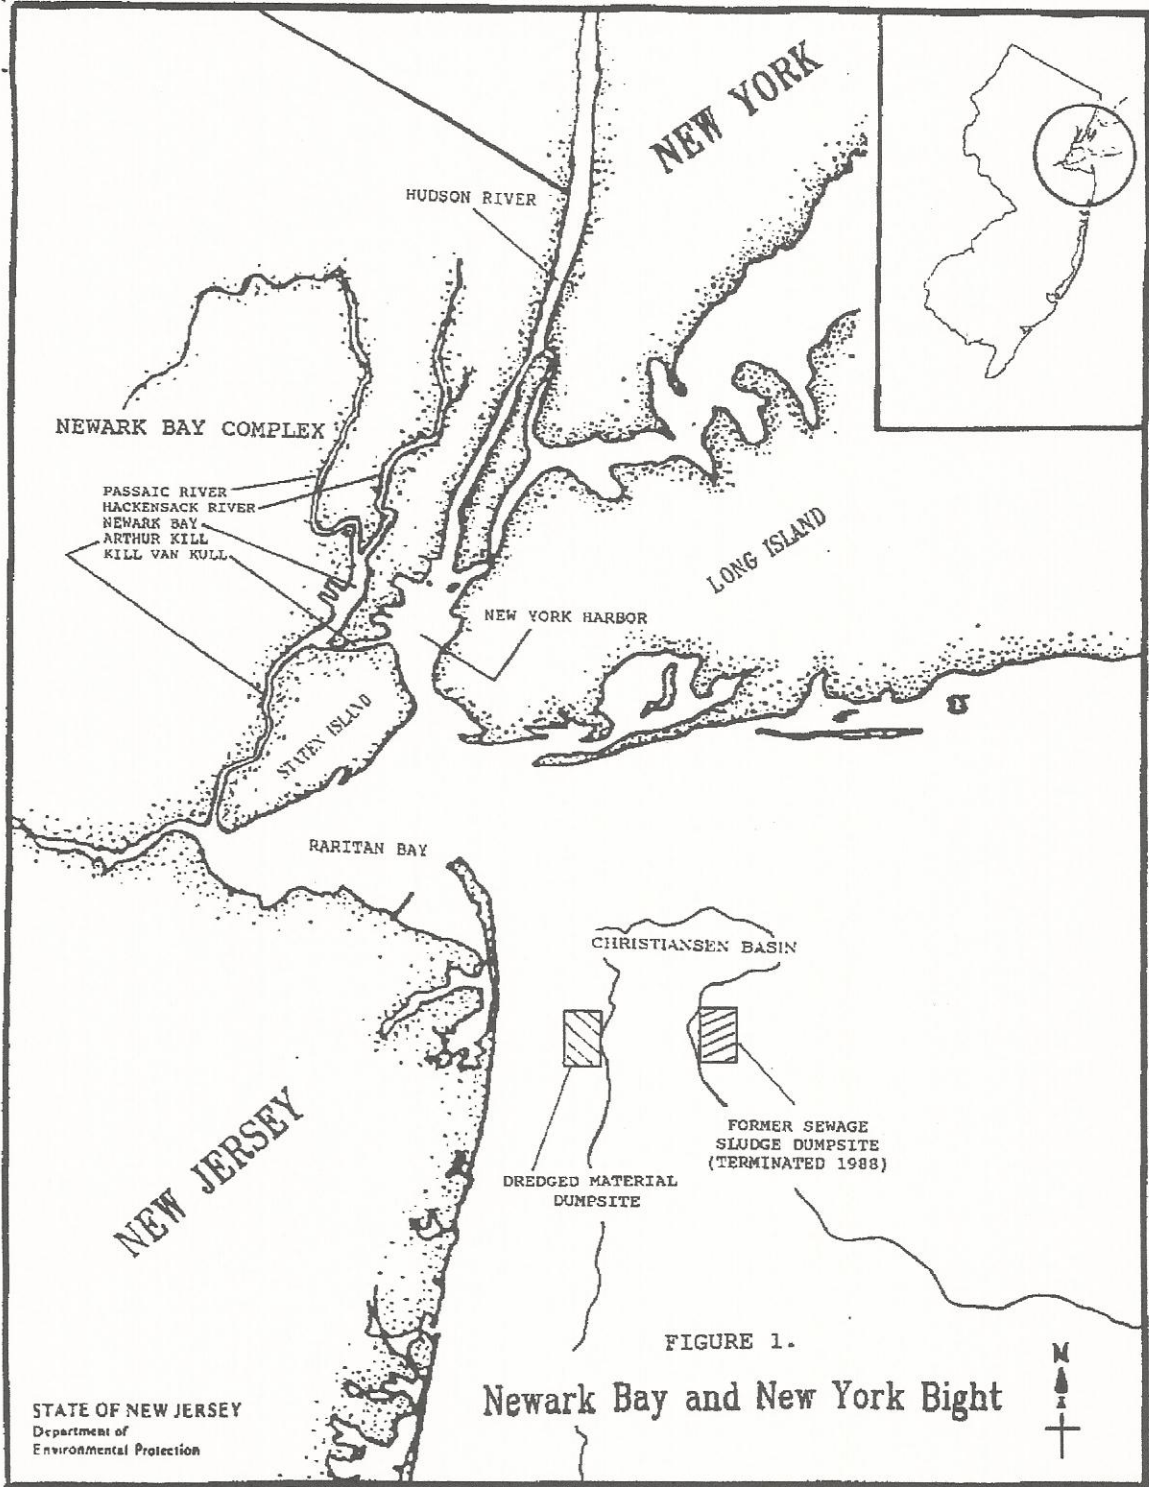 NEW YORK
HUDSON RIVER
NEWARK BAY COMPLEX
PASSAIC RIVER
HACKENSACK RIVER
NEWARK BAY
ARTHUR KILL
KILL VAN KULL
LONG ISLAND
NEW YORK HARBOR
STATEN ISLAND
RARITAN BAY
CHRISTIANSEN BASIN
NEW JERSEY
FORMER SEWAGE
SLUDGE DUMPSITE
(TERMINATED 1988)
DREDGED MATERIAL
DUMPSITE
FIGURE 1.
Newark Bay and New York Bight
N
STATE OF NEW JERSEY
Department of
Environmental Protection